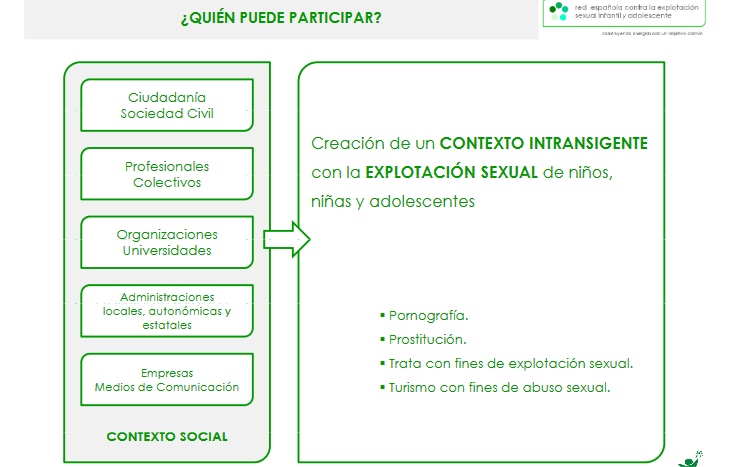 ¿QUIÉN PUEDE PARTICIPAR?
red española contra la explotación
sexual infantil y adolescente
construyendo sinergias con un objetivo común
Ciudadanía
Sociedad Civil
Profesionales
Colectivos
Organizaciones
Universidades
Administraciones
locales, autonómicas y
estatales
Empresas
Medios de Comunicación
CONTEXTO SOCIAL
Creación de un CONTEXTO INTRANSIGENTE
con la EXPLOTACIÓN SEXUAL de niños,
niñas y adolescentes
▪ Pornografía.
▪ Prostitución.
▪ Trata con fines de explotación sexual.
▪ Turismo con fines de abuso sexual.